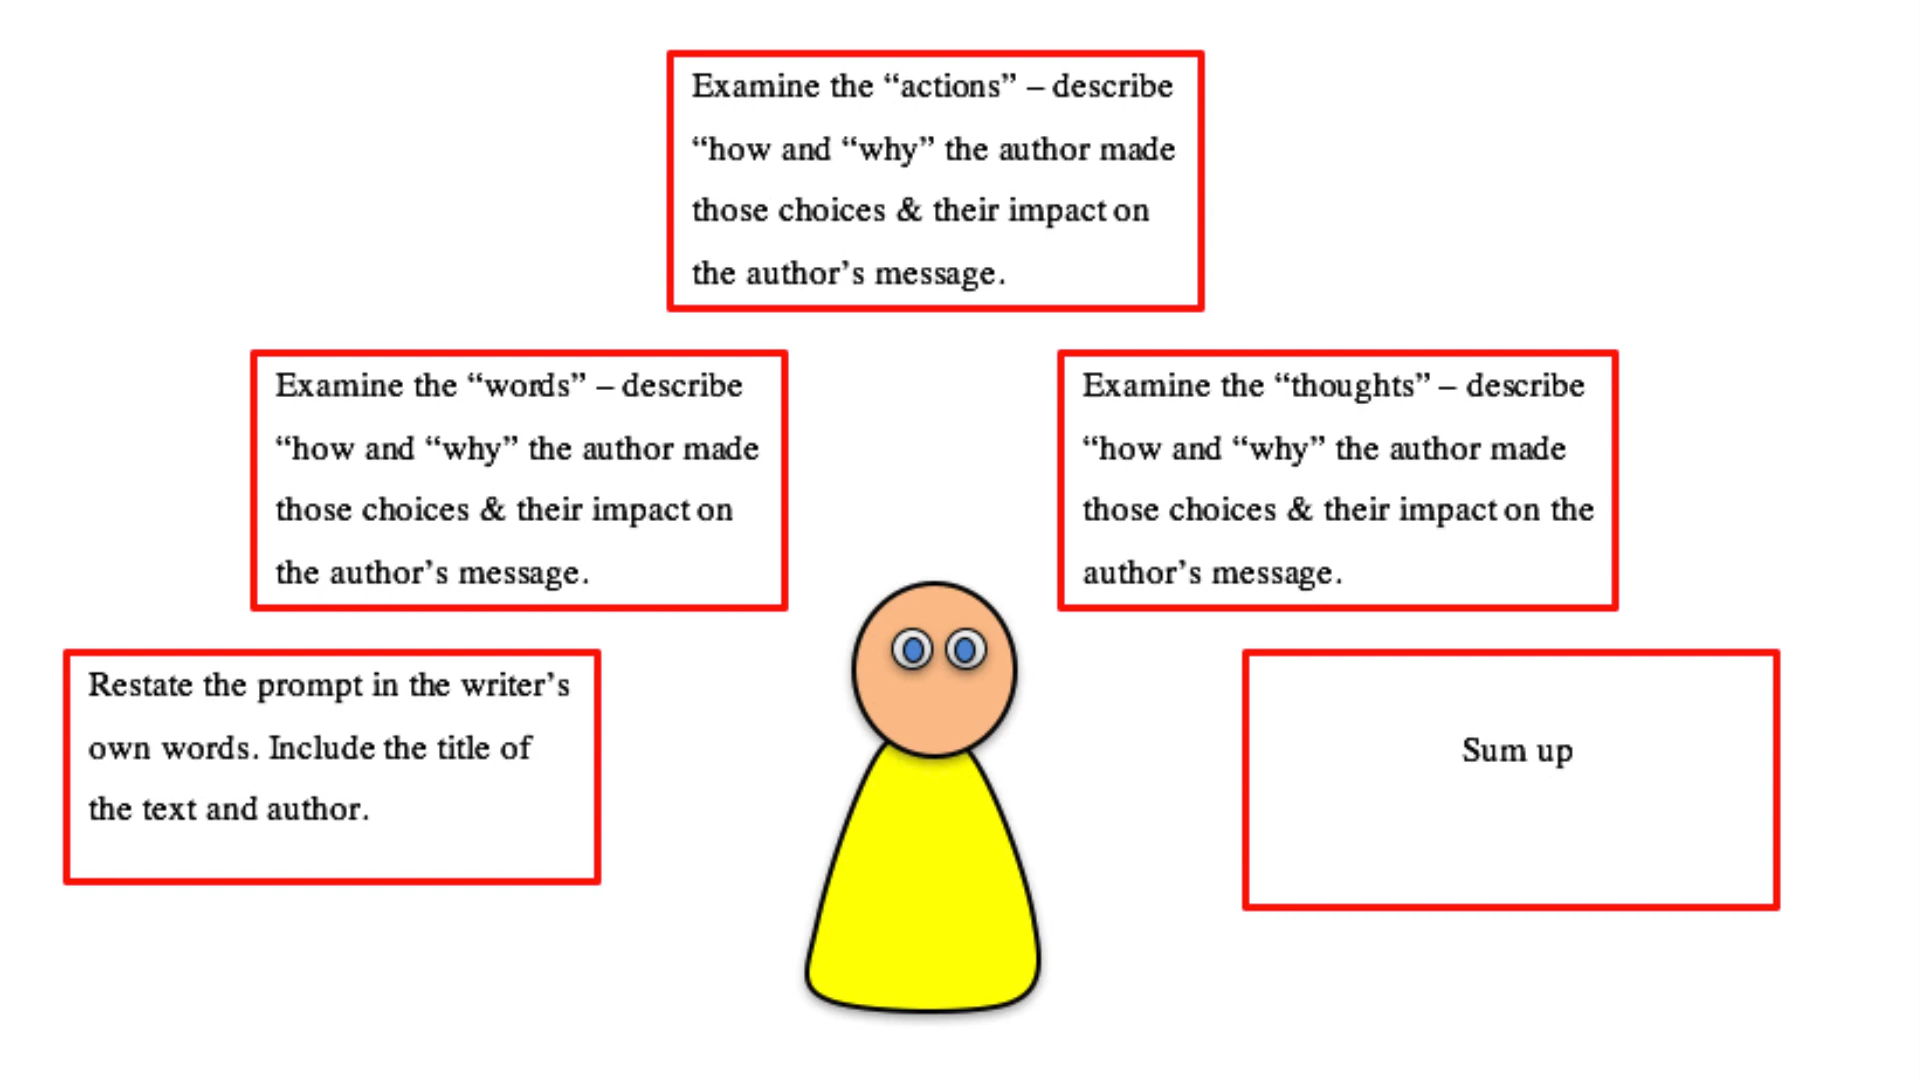 Examine the “actions” – describe
“how and “why” the author made
those choices & their impact on
the author’s message.
Examine the “words” – describe
“how and “why” the author made
those choices & their impact on
the author’s message.
Examine the “thoughts” – describe
“how and “why” the author made
those choices & their impact on the
author’s message.
Restate the prompt in the writer’s
own words. Include the title of
the text and author.
Sum up